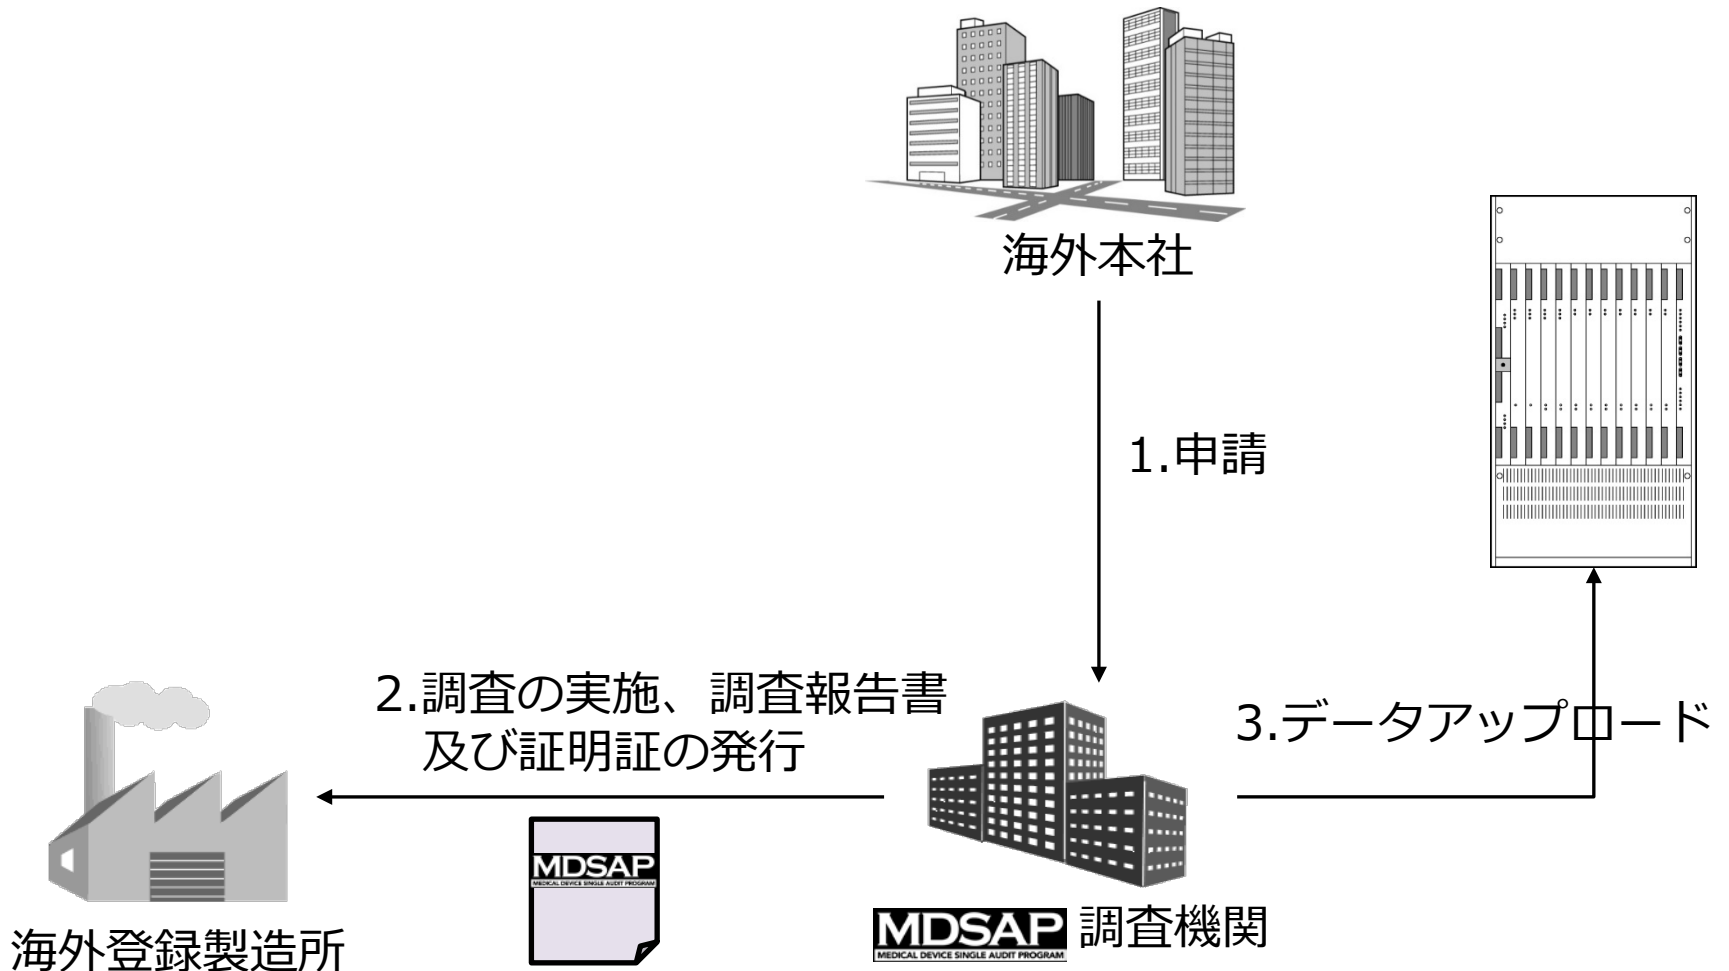 海外本社
1.申請
2.調査の実施、調査報告書
及び証明証の発行
3.データアップロード
MDSAP
MEDICAL DEVICE SINGLE AUDIT PROGRAM
海外登録製造所
MDSAP
MEDICAL DEVICE SINGLE AUDIT PROGRAM
調査機関